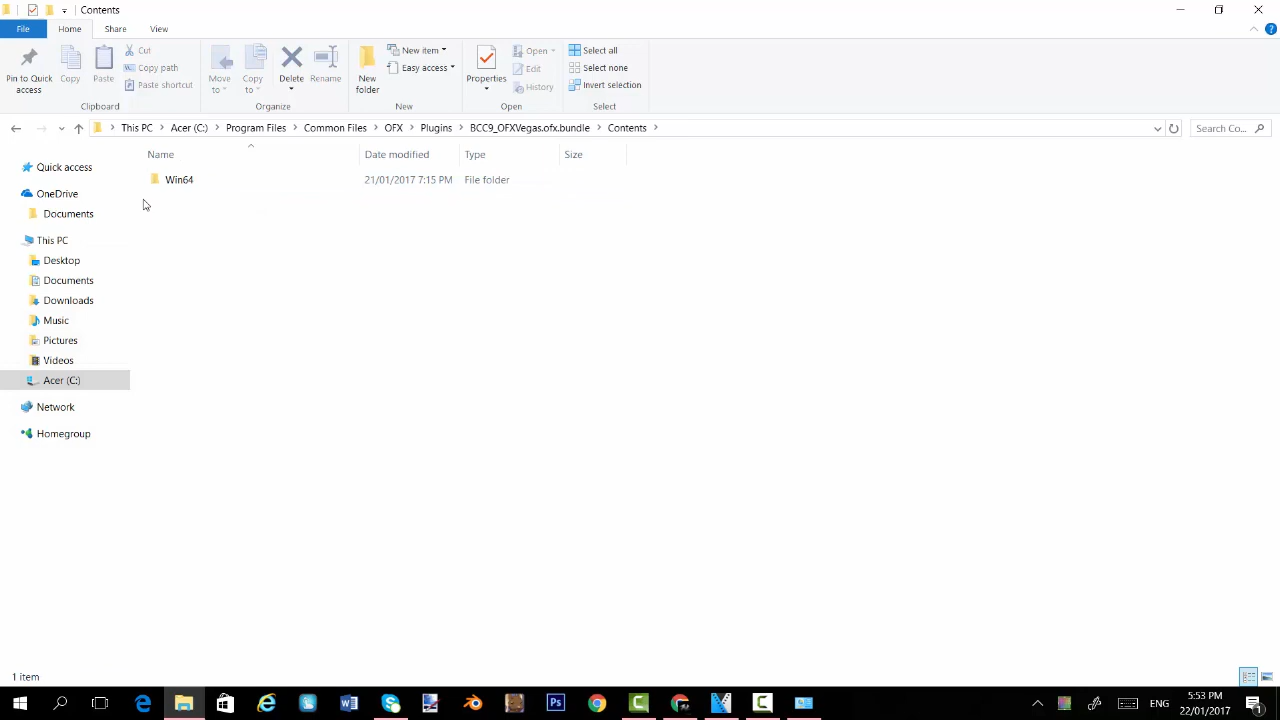 Contents
File Home Share View
Pin to Quick access
Copy
Paste
Cut
Copy path
Paste shortcut
Clipboard
Move to
Copy to
Delete
Rename
Organize
New folder
New item
Easy access
New
Properties
Open
Edit
History
Open
Select all
Select none
Invert selection
Select
This PC > Acer (C:) > Program Files > Common Files > OFX > Plugins > BCC9_OFXVegas.ofx.bundle > Contents >
Search Co...
Name Date modified Type Size
Win64 21/01/2017 7:15 PM File folder
Quick access
OneDrive
Documents
This PC
Desktop
Documents
Downloads
Music
Pictures
Videos
Acer (C:)
Network
Homegroup
1 item
ENG
5:53 PM
22/01/2017